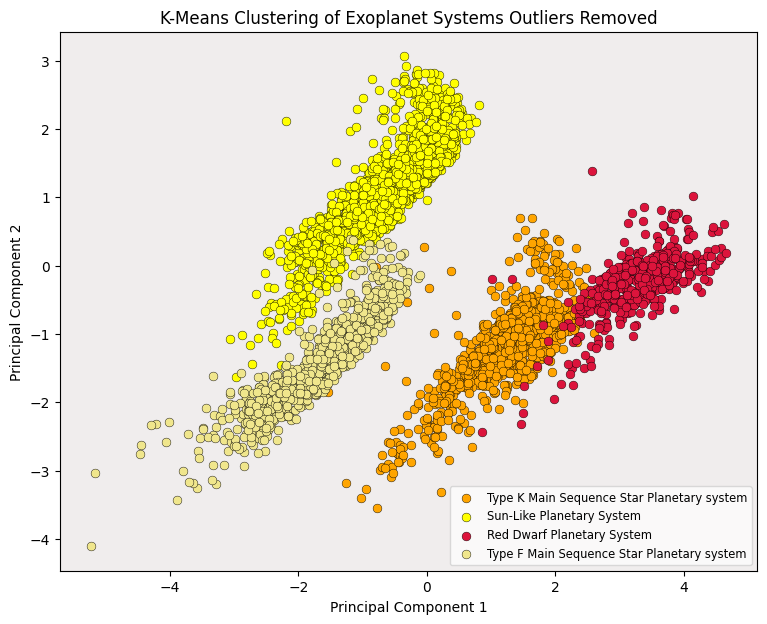 K-Means Clustering of Exoplanet Systems Outliers Removed
3
2
1
0
−1
−2
−3
−4
Principal Component 2
Type K Main Sequence Star Planetary system
Sun-Like Planetary System
Red Dwarf Planetary System
Type F Main Sequence Star Planetary system
−4 −2 0 2 4
Principal Component 1